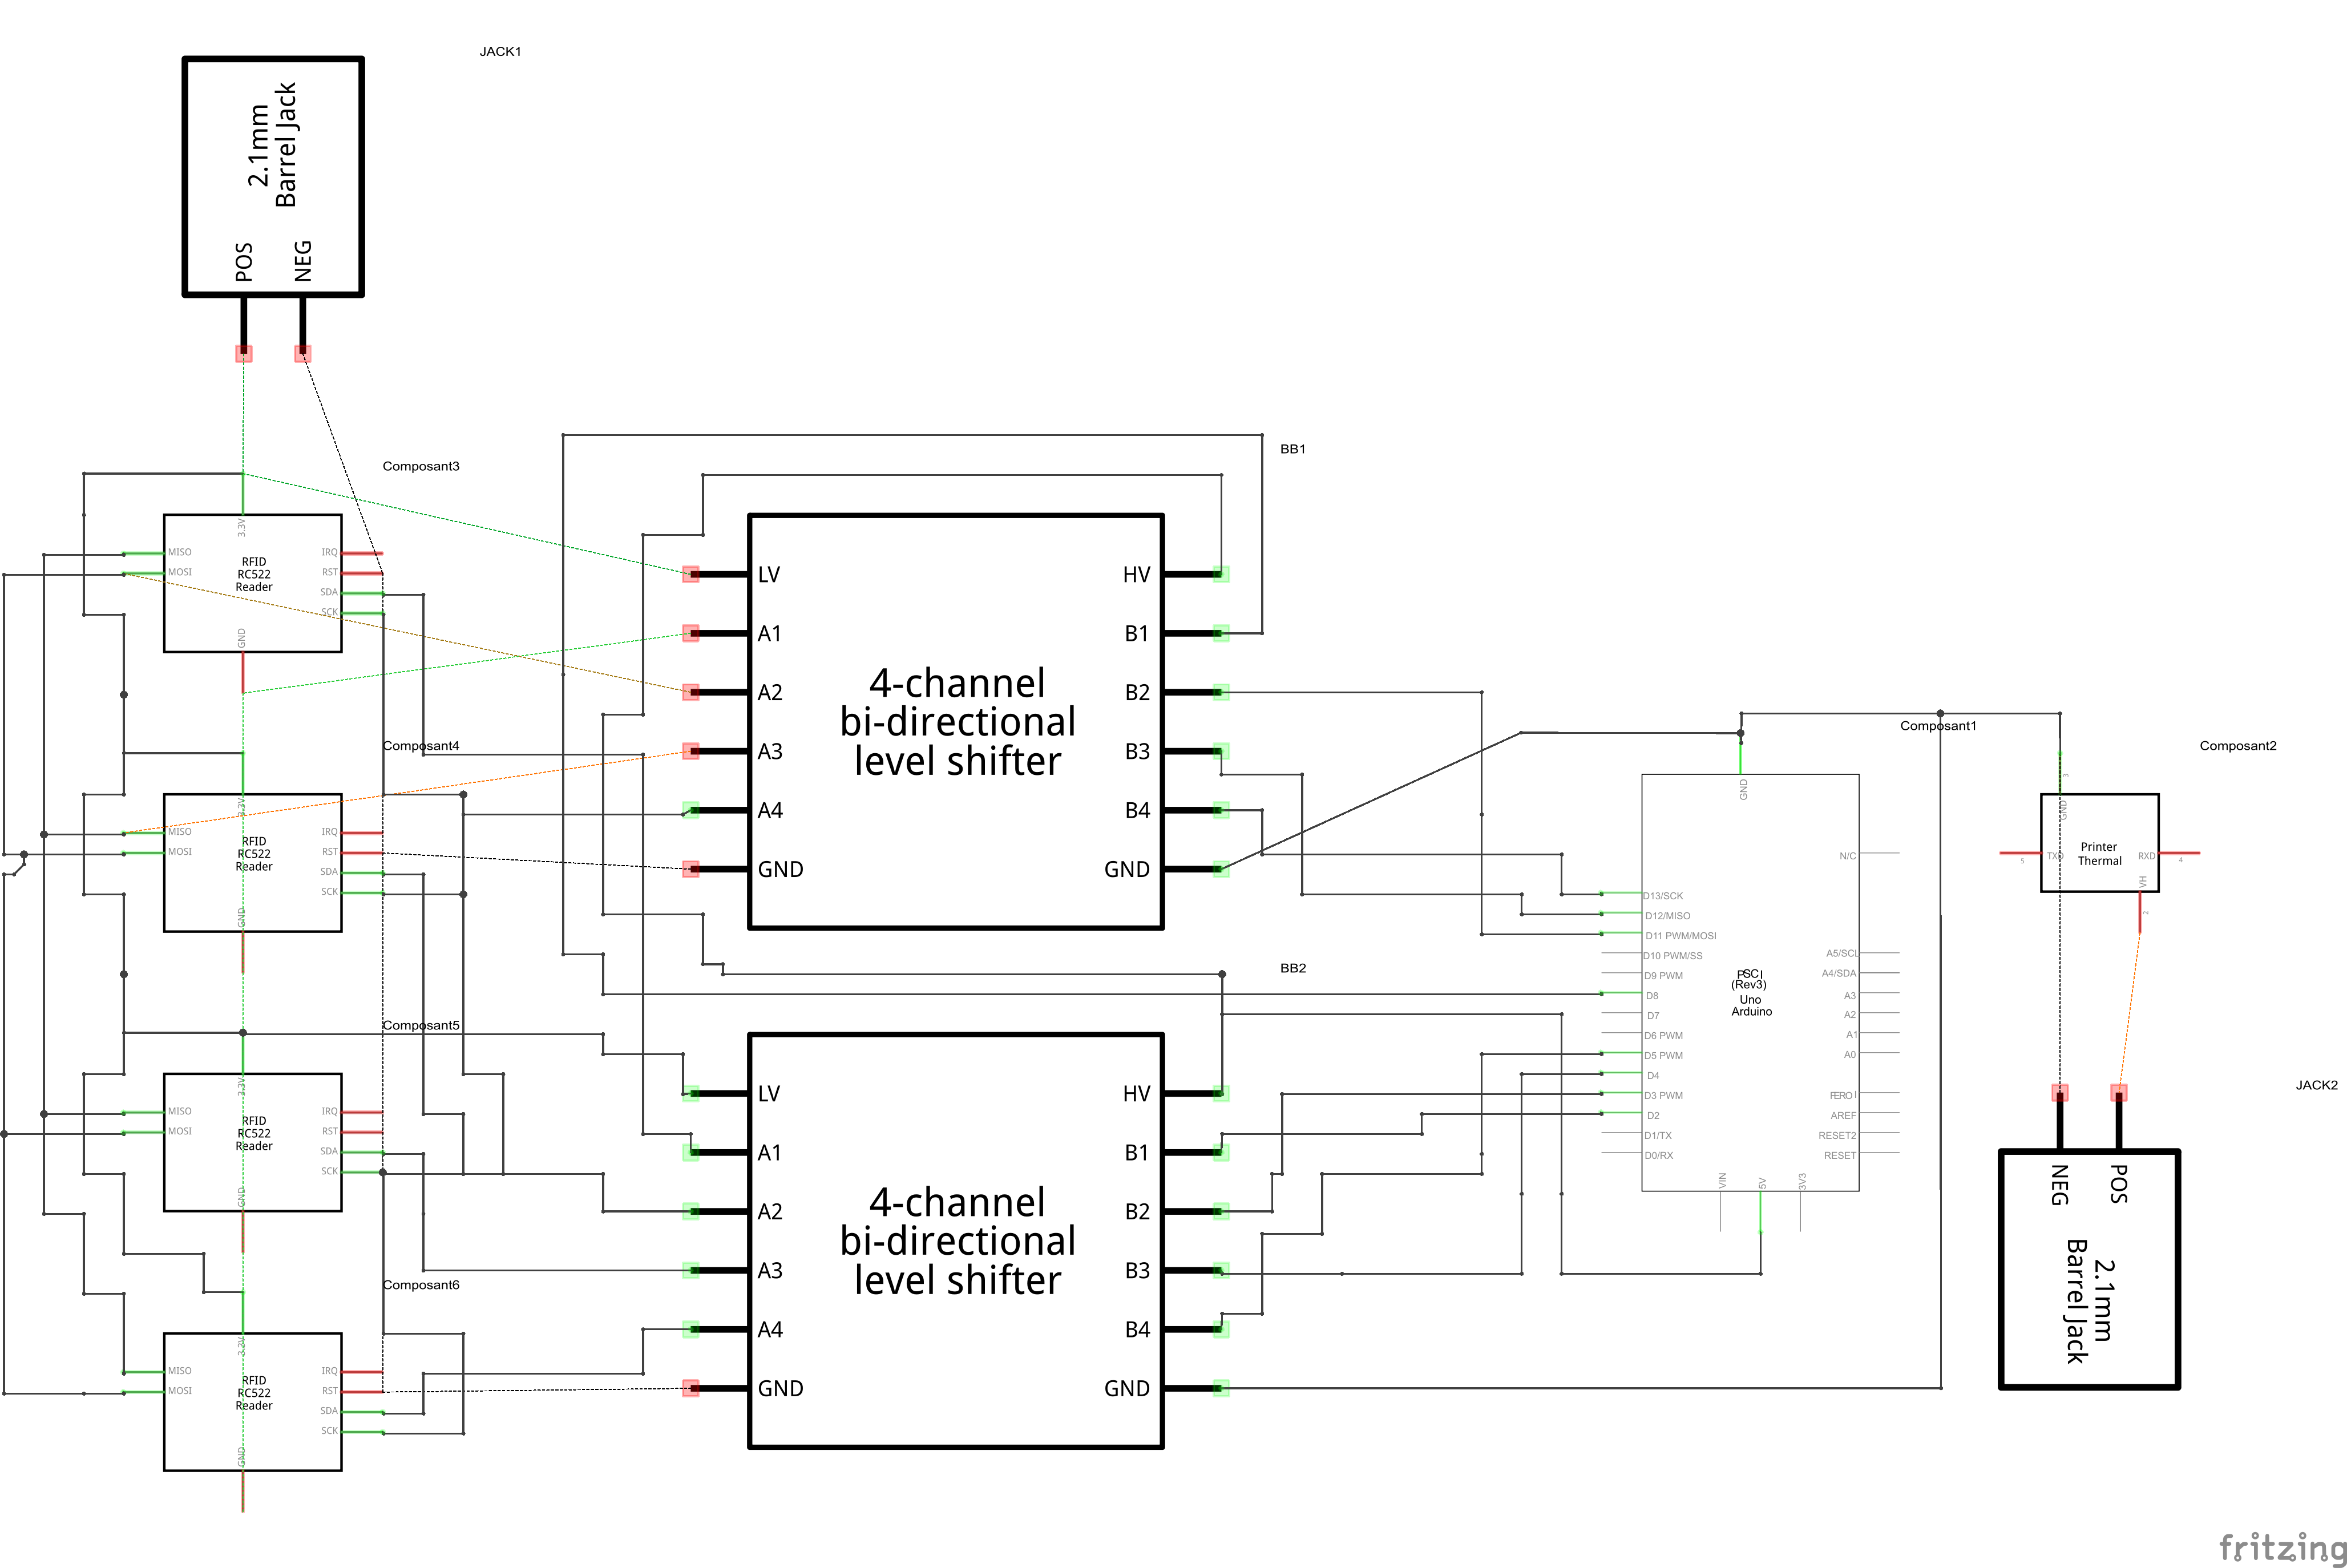 JACK1
2.1mm
Barrel Jack
POS
NEG
Composant3
3.3V
MISO
MOSI
RFID
RC522
Reader
IRQ
RST
SDA
SCK
GND
Composant4
3.3V
MISO
MOSI
RFID
RC522
Reader
IRQ
RST
SDA
SCK
GND
Composant5
3.3V
MISO
MOSI
RFID
RC522
Reader
IRQ
RST
SDA
SCK
GND
Composant6
3.3V
MISO
MOSI
RFID
RC522
Reader
IRQ
RST
SDA
SCK
GND
BB1
LV
A1
A2
A3
A4
GND
4-channel
bi-directional
level shifter
HV
B1
B2
B3
B4
GND
BB2
LV
A1
A2
A3
A4
GND
4-channel
bi-directional
level shifter
HV
B1
B2
B3
B4
GND
Composant1
GND
D13/SCK
D12/MISO
D11 PWM/MOSI
D10 PWM/SS
D9 PWM
D8
D7
D6 PWM
D5 PWM
D4
D3 PWM
D2
D1/TX
D0/RX
(Rev3)
Uno
Arduino
N/C
A5/SCL
A4/SDA
A3
A2
A1
A0
AREF
RESET2
RESET
VIN
5V
3V3
Composant2
3
GND
TXD
5
Printer
Thermal
RXD
4
VH
2
JACK2
NEG
POS
2.1mm
Barrel Jack
fritzing